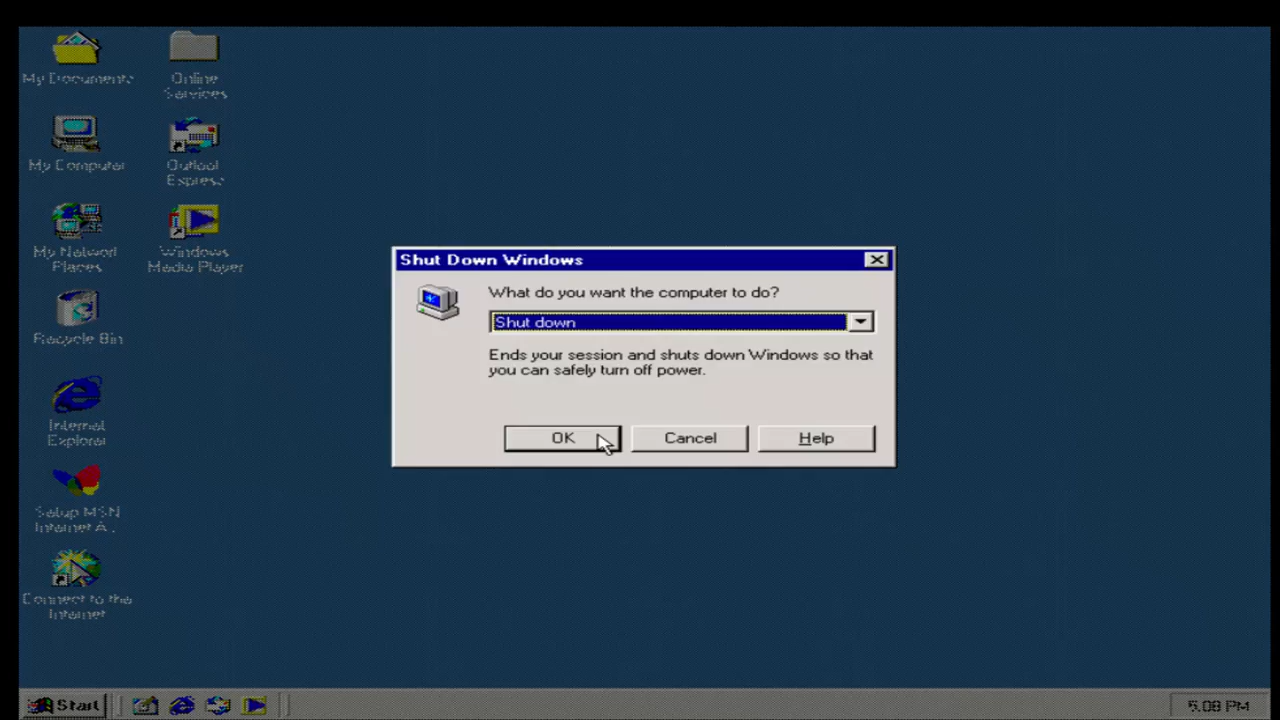 My Documents
Online
Services
My Computer
Outlook
Express
My Network
Places
Windows
Media Player
Recycle Bin
Internet
Explorer
Setup MSN
Internet A...
Connect to the
Internet
Shut Down Windows
What do you want the computer to do?
Shut down
Ends your session and shuts down Windows so that
you can safely turn off power.
OK
Cancel
Help
Start
5:08 PM